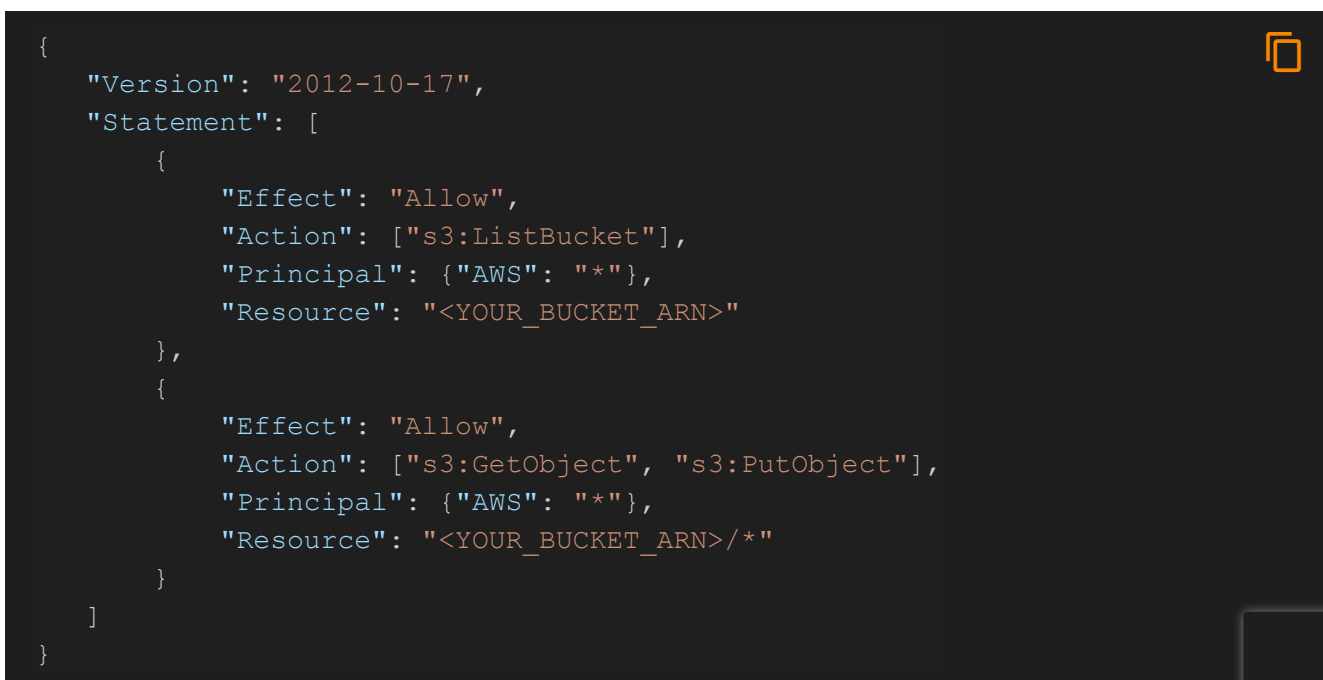 {
"Version": "2012-10-17",
"Statement": [
{
"Effect": "Allow",
"Action": ["s3:ListBucket"],
"Principal": {"AWS": "*"},
"Resource": "<YOUR_BUCKET_ARN>"
},
{
"Effect": "Allow",
"Action": ["s3:GetObject", "s3:PutObject"],
"Principal": {"AWS": "*"},
"Resource": "<YOUR_BUCKET_ARN>/*"
}
]
}